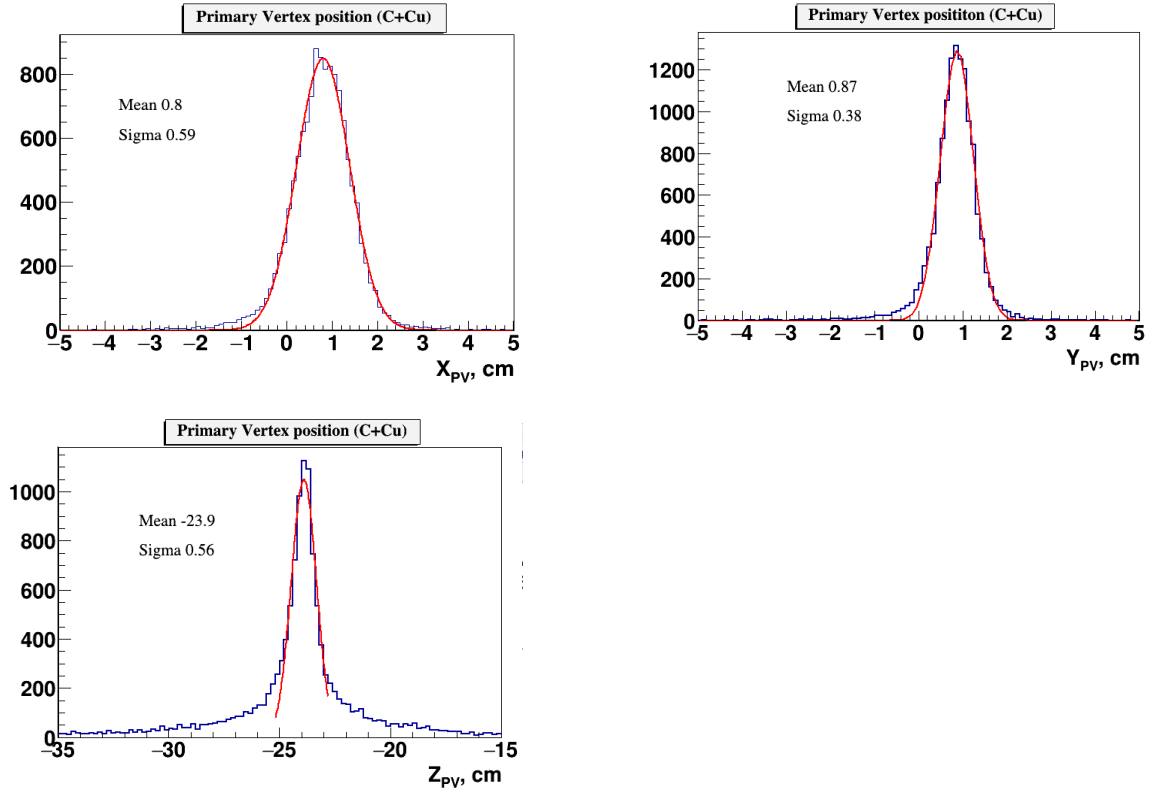 Primary Vertex position (C+Cu)
800
600
400
200
0
Mean 0.8
Sigma 0.59
−5 −4 −3 −2 −1 0 1 2 3 4 5
X_PV, cm
Primary Vertex posititon (C+Cu)
1200
1000
800
600
400
200
0
Mean 0.87
Sigma 0.38
−5 −4 −3 −2 −1 0 1 2 3 4 5
Y_PV, cm
Primary Vertex position (C+Cu)
1000
800
600
400
200
0
Mean -23.9
Sigma 0.56
−35 −30 −25 −20 −15
Z_PV, cm